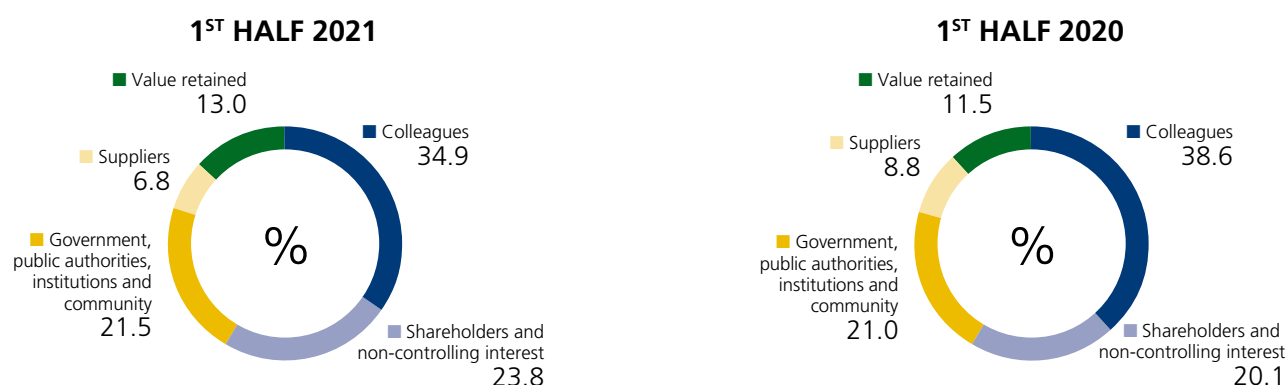 1ST HALF 2021
Value retained
13.0
Colleagues
34.9
Suppliers
6.8
%
Government,
public authorities,
institutions and
community
21.5
Shareholders and
non-controlling interest
23.8
1ST HALF 2020
Value retained
11.5
Colleagues
38.6
Suppliers
8.8
%
Government,
public authorities,
institutions and
community
21.0
Shareholders and
non-controlling interest
20.1